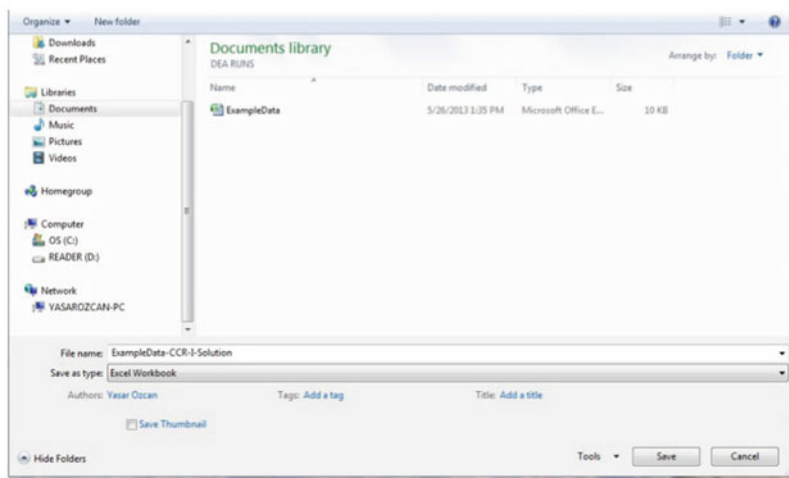 Organize New folder
Downloads
Recent Places
Libraries
Documents
Music
Pictures
Videos
Homegroup
Computer
OS (C:)
READER (D:)
Network
YASAROZCAN-PC
Documents library
DEA RUNS
Arrange by: Folder
Name Date modified Type Size
ExampleData 5/26/2013 1:35 PM Microsoft Office E... 10 KB
File name: ExampleData-CCR-I-Solution
Save as type: Excel Workbook
Authors: Yasar Ozcan Tags: Add a tag Title: Add a title
Save Thumbnail
Hide Folders Tools Save Cancel